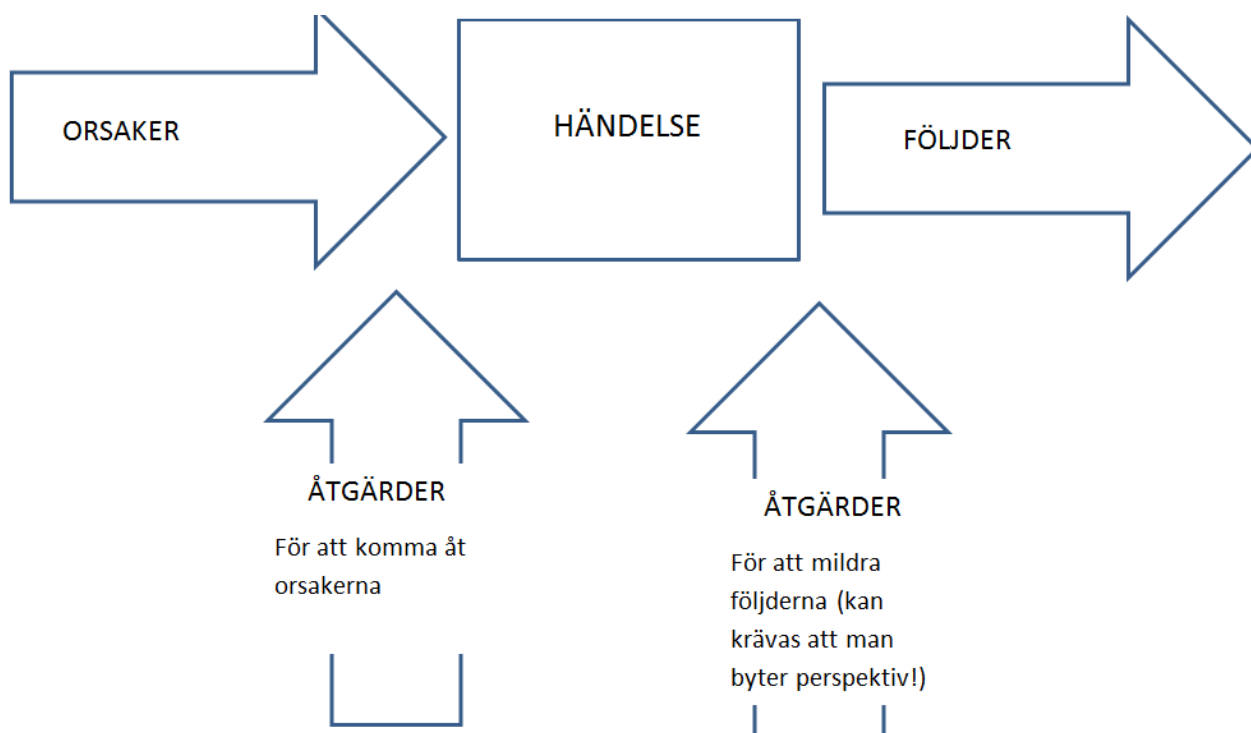 ORSAKER
HÄNDELSE
FÖLJDER
ÅTGÄRDER
För att komma åt
orsakerna
ÅTGÄRDER
För att mildra
följderna (kan
krävas att man
byter perspektiv!)